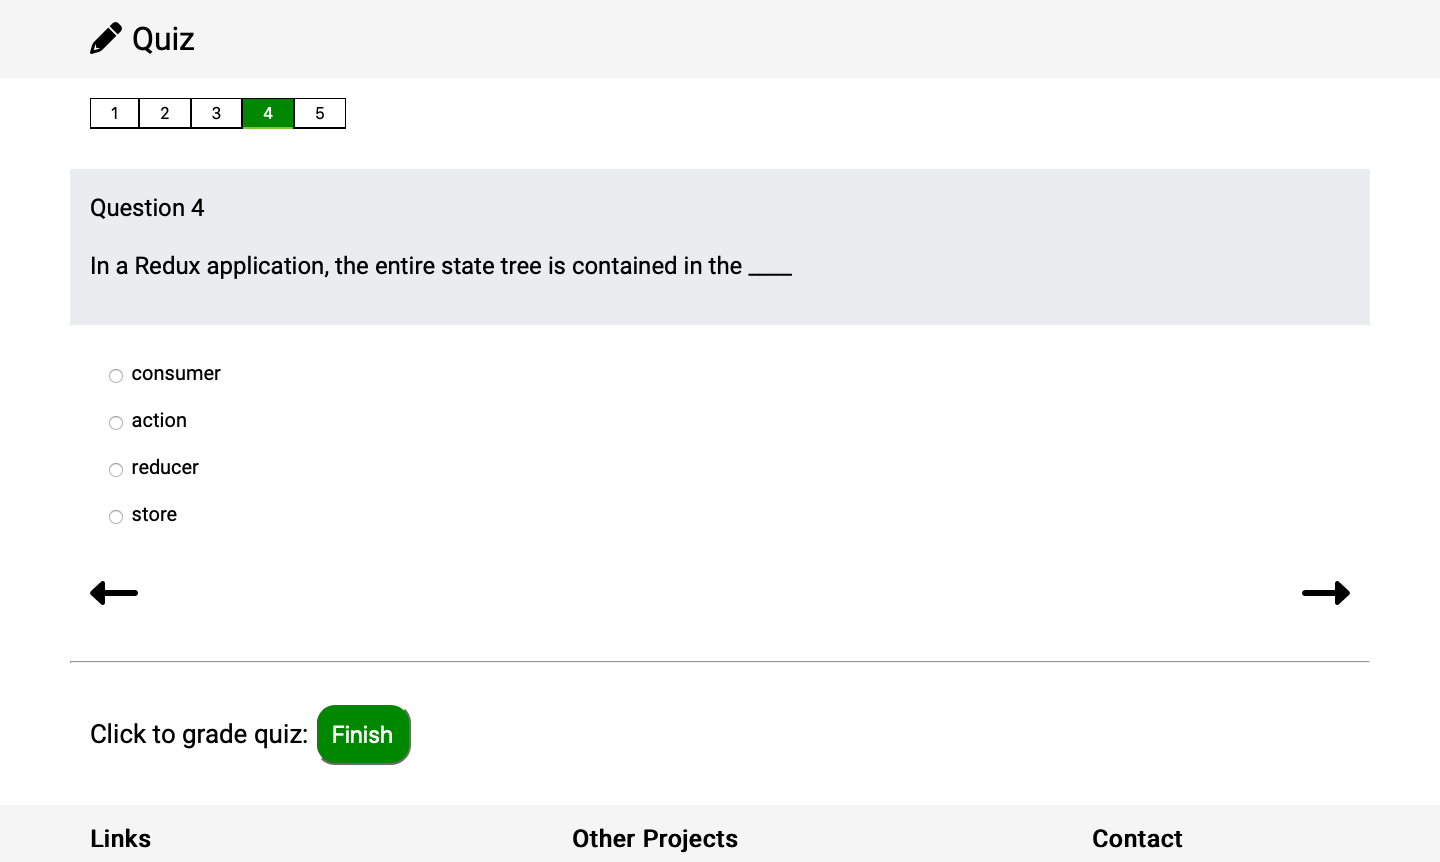 Quiz
1 2 3 4 5
Question 4
In a Redux application, the entire state tree is contained in the ____
consumer
action
reducer
store
Click to grade quiz: Finish
Links Other Projects Contact